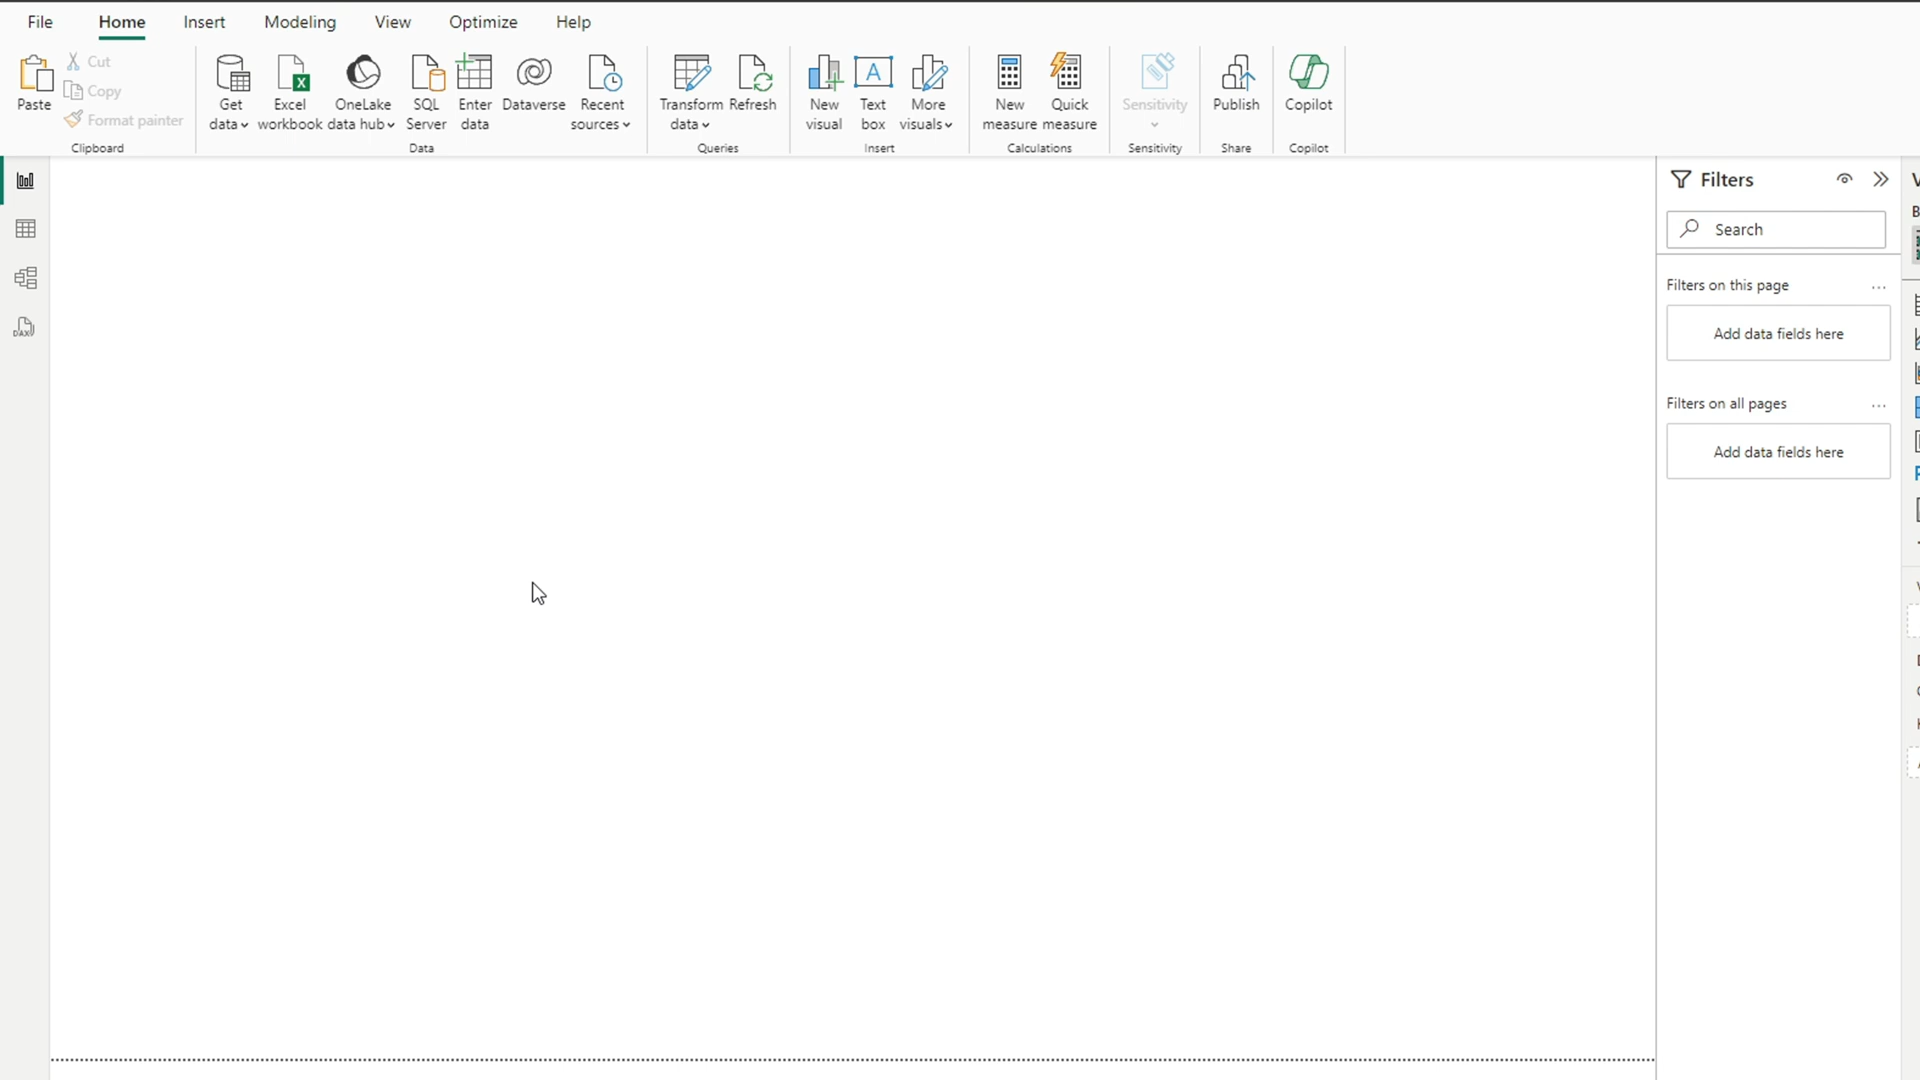 File Home Insert Modeling View Optimize Help
Paste
Cut
Copy
Format painter
Clipboard
Get
data
Excel
workbook
OneLake
data hub
SQL
Server
Enter
data
Dataverse
Recent
sources
Data
Transform
data
Refresh
Queries
New
visual
A
Text
box
More
visuals
Insert
New
measure
Quick
measure
Calculations
Sensitivity
Sensitivity
Publish
Share
Copilot
Copilot
DAX
Filters
Search
Filters on this page
...
Add data fields here
Filters on all pages
...
Add data fields here